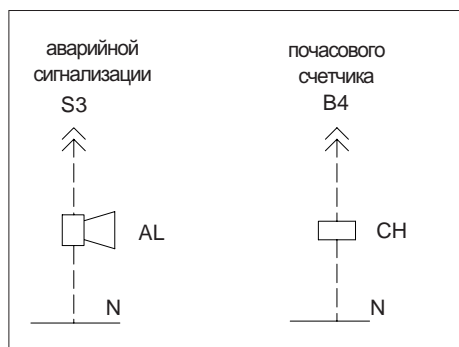 аварийной
сигнализации
S3
AL
N
почасового
счетчика
B4
CH
N